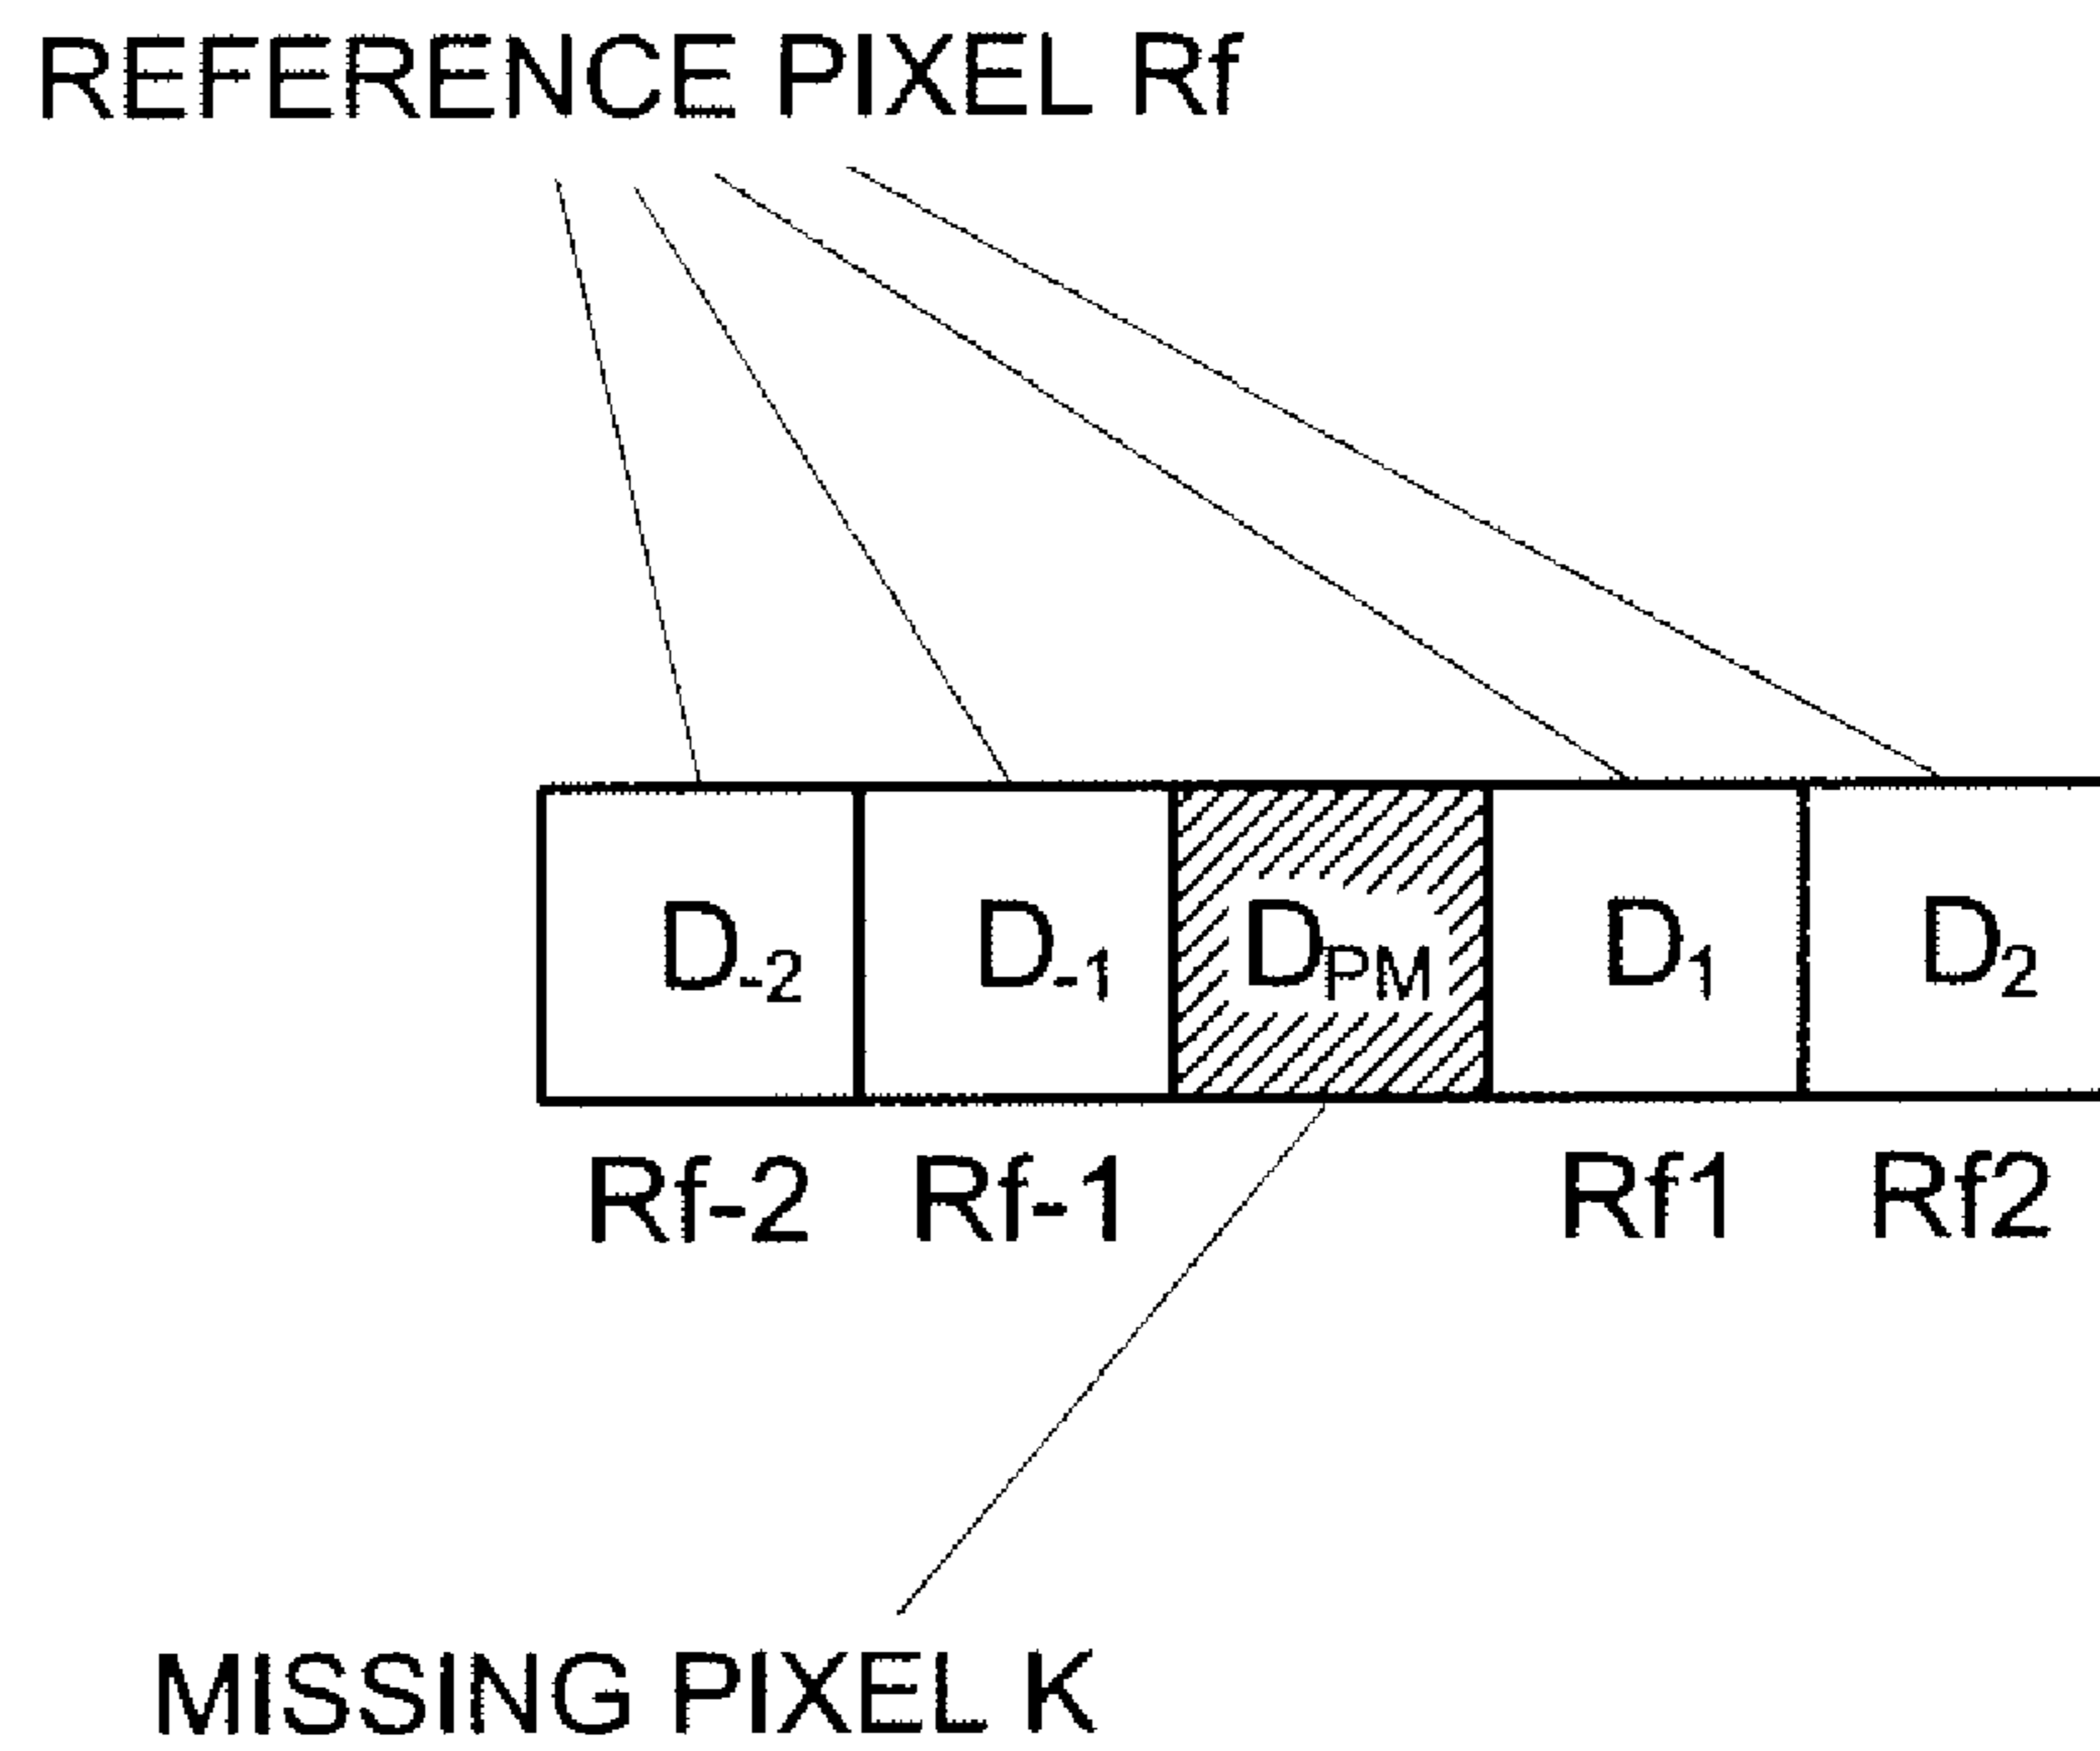 REFERENCE PIXEL Rf
D-2 D-1 DPM D1 D2
Rf-2 Rf-1 Rf1 Rf2
MISSING PIXEL K